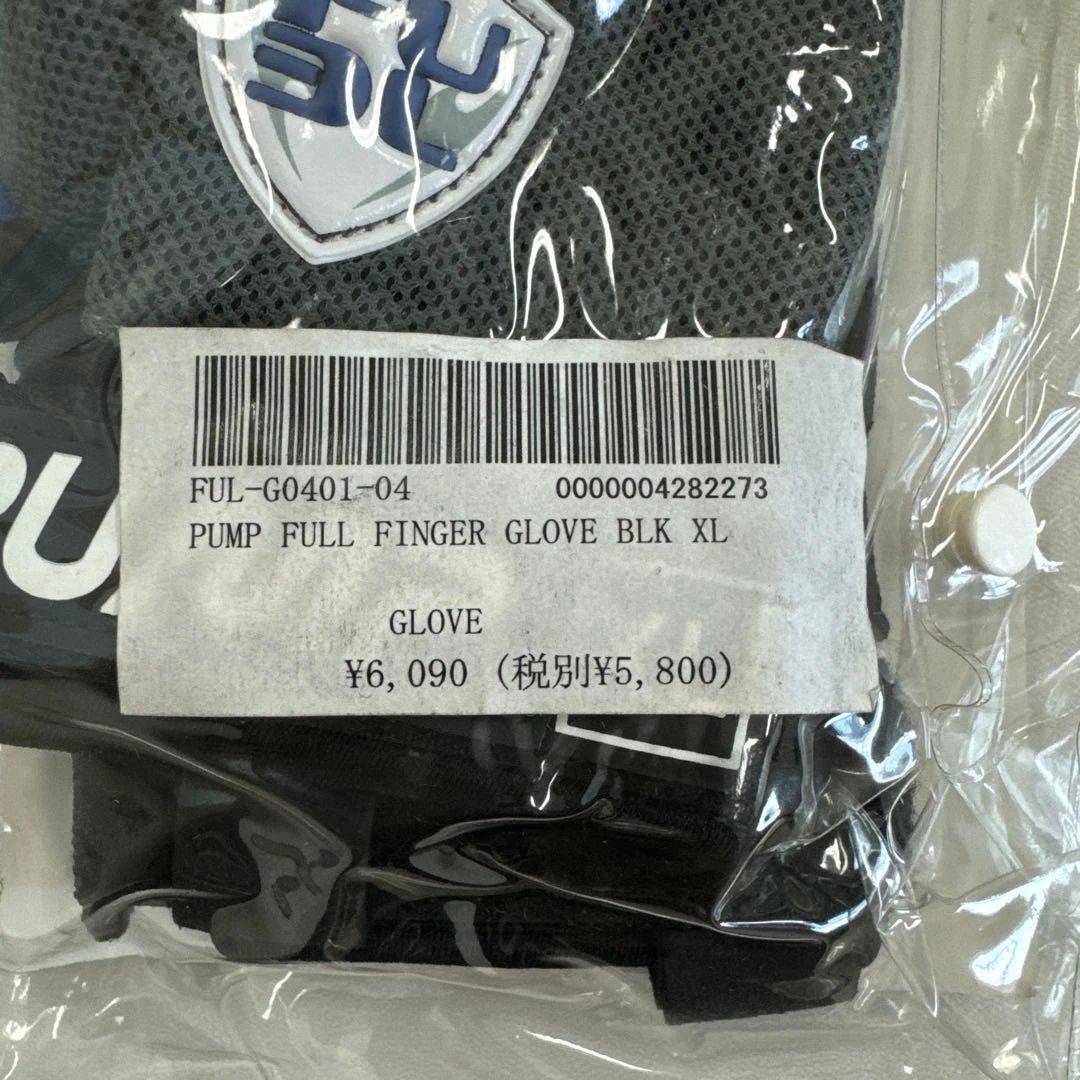 FUL-G0401-04 0000004282273
PUMP FULL FINGER GLOVE BLK XL
GLOVE
¥6,090 (税別¥5,800)